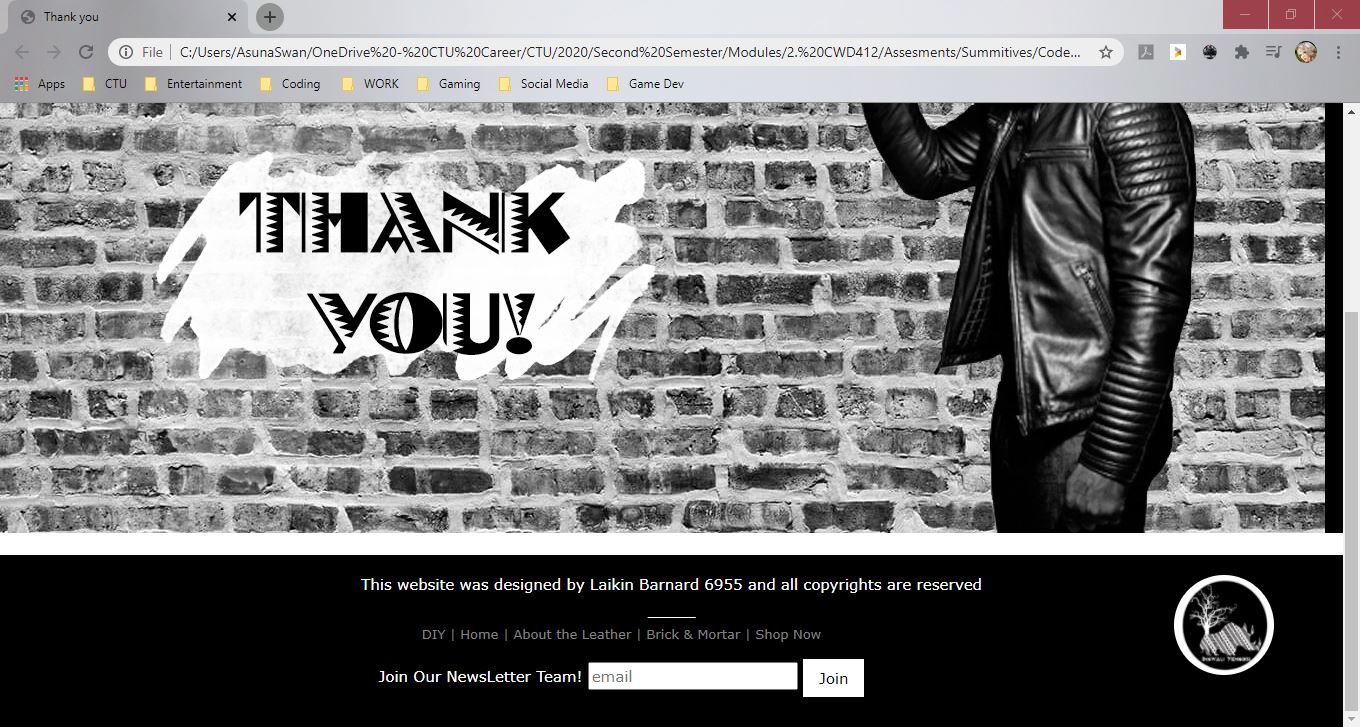 Thank you
File
C:/Users/AsunaSwan/OneDrive%20-%20CTU%20Career/CTU/2020/Second%20Semester/Modules/2.%20CWD412/Assesments/Summitives/Code...
Apps CTU Entertainment Coding WORK Gaming Social Media Game Dev
THANK
YOU!
This website was designed by Laikin Barnard 6955 and all copyrights are reserved
DIY | Home | About the Leather | Brick & Mortar | Shop Now
Join Our NewsLetter Team! email Join